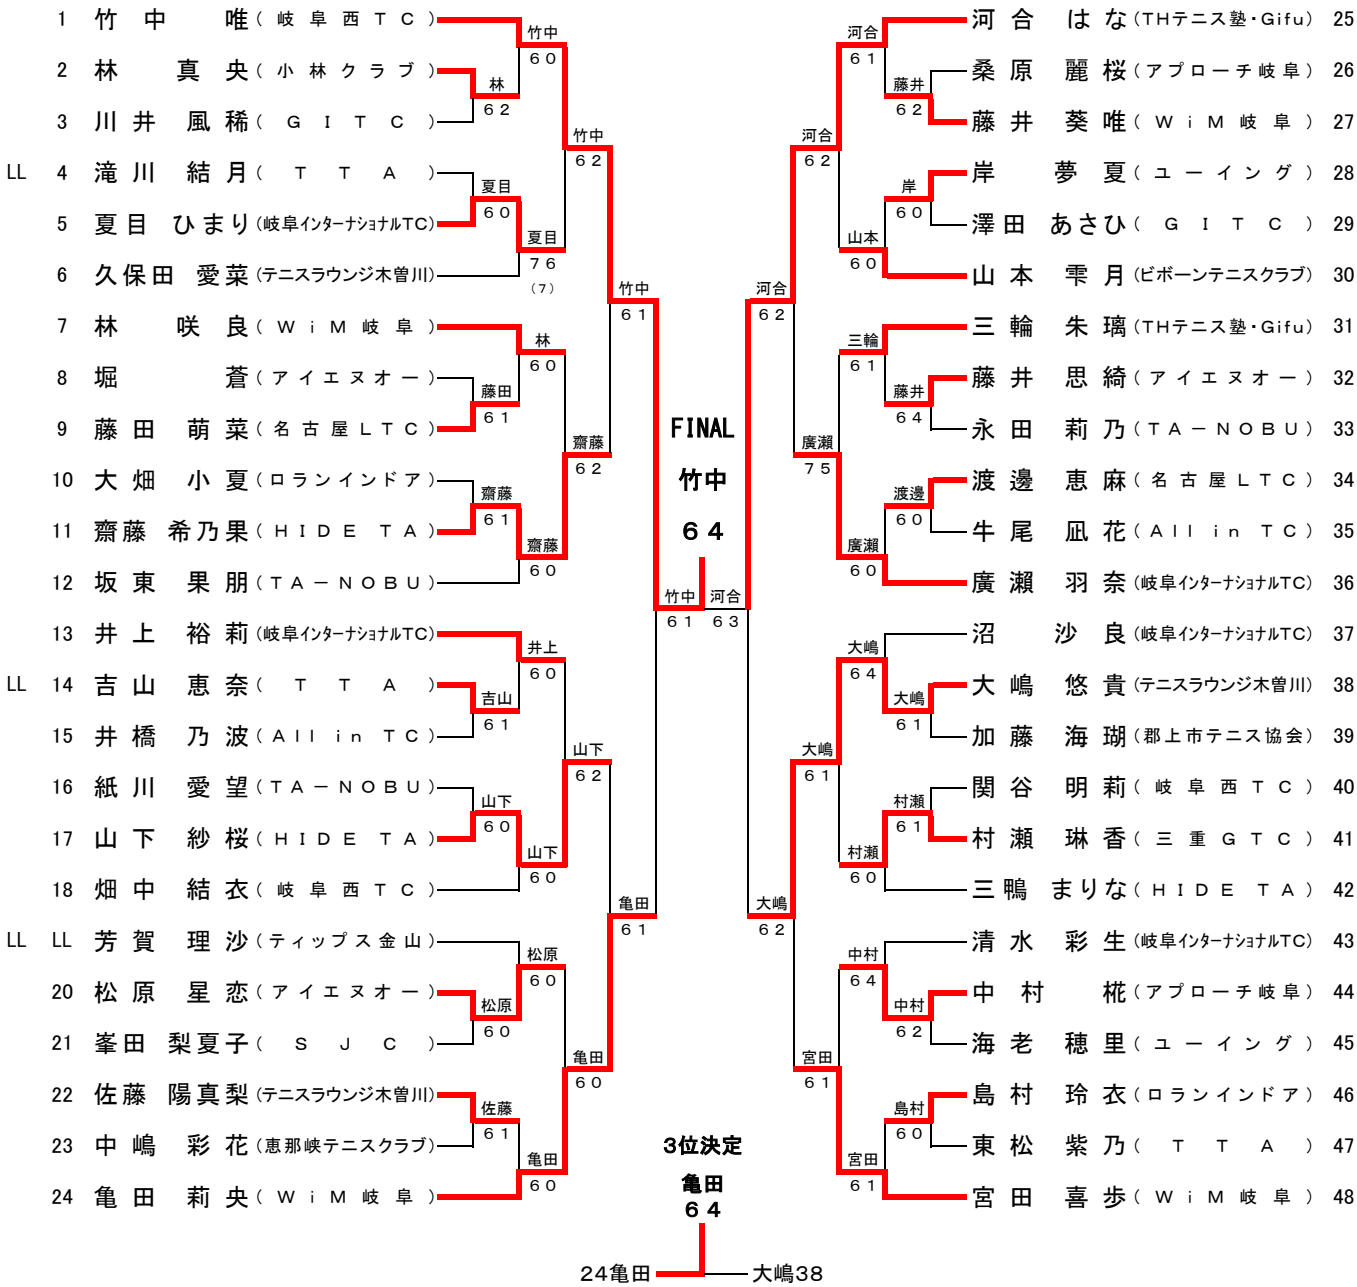 1 竹中 唯 (岐阜西TC)
2 林 真央 (小林クラブ)
3 川井 風稀 (GITC)
LL 4 滝川 結月 (TTA)
5 夏目 ひまり (岐阜インターナショナルTC)
6 久保田 愛菜 (テニスラウンジ木曽川)
7 林 咲良 (WiM岐阜)
8 堀 蒼 (アイエヌオー)
9 藤田 萌菜 (名古屋LTC)
10 大畑 小夏 (ロランインドア)
11 齋藤 希乃果 (HIDE TA)
12 坂東 果朋 (TA-NOBU)
13 井上 裕莉 (岐阜インターナショナルTC)
LL 14 吉山 恵奈 (TTA)
15 井橋 乃波 (All in TC)
16 紙川 愛望 (TA-NOBU)
17 山下 紗桜 (HIDE TA)
18 畑中 結衣 (岐阜西TC)
LL LL 芳賀 理沙 (ティップス金山)
20 松原 星恋 (アイエヌオー)
21 峯田 梨夏子 (SJC)
22 佐藤 陽真梨 (テニスラウンジ木曽川)
23 中嶋 彩花 (恵那峡テニスクラブ)
24 亀田 莉央 (WiM岐阜)
林
62
夏目
60
藤田
61
齋藤
61
吉山
61
山下
60
松原
60
佐藤
61
竹中
60
夏目
76
(7)
林
60
齋藤
60
井上
60
山下
60
松原
60
亀田
60
竹中
62
齋藤
62
山下
62
亀田
60
竹中
61
亀田
61
竹中
61
FINAL
竹中
64
河合
63
河合
62
大嶋
62
河合
62
廣瀬
75
大嶋
61
宮田
61
河合
61
山本
60
三輪
61
廣瀬
60
大嶋
64
村瀬
60
中村
64
宮田
61
藤井
62
岸
60
藤井
64
渡邉
60
大嶋
61
村瀬
61
中村
62
島村
60
河合 はな (THテニス塾・Gifu) 25
桑原 麗桜 (アプローチ岐阜) 26
藤井 葵唯 (WiM岐阜) 27
岸 夢夏 (ユーイング) 28
澤田 あさひ (GITC) 29
山本 雫月 (ビボーンテニスクラブ) 30
三輪 朱璃 (THテニス塾・Gifu) 31
藤井 思綺 (アイエヌオー) 32
永田 莉乃 (TA-NOBU) 33
渡邉 恵麻 (名古屋LTC) 34
牛尾 凪花 (All in TC) 35
廣瀬 羽奈 (岐阜インターナショナルTC) 36
沼 沙良 (岐阜インターナショナルTC) 37
大嶋 悠貴 (テニスラウンジ木曽川) 38
加藤 海瑚 (郡上市テニス協会) 39
関谷 明莉 (岐阜西TC) 40
村瀬 琳香 (三重GTC) 41
三鴨 まりな (HIDE TA) 42
清水 彩生 (岐阜インターナショナルTC) 43
中村 椛 (アプローチ岐阜) 44
海老 穂里 (ユーイング) 45
島村 玲衣 (ロランインドア) 46
東松 紫乃 (TTA) 47
宮田 喜歩 (WiM岐阜) 48
3位決定
亀田
64
24亀田 大嶋38